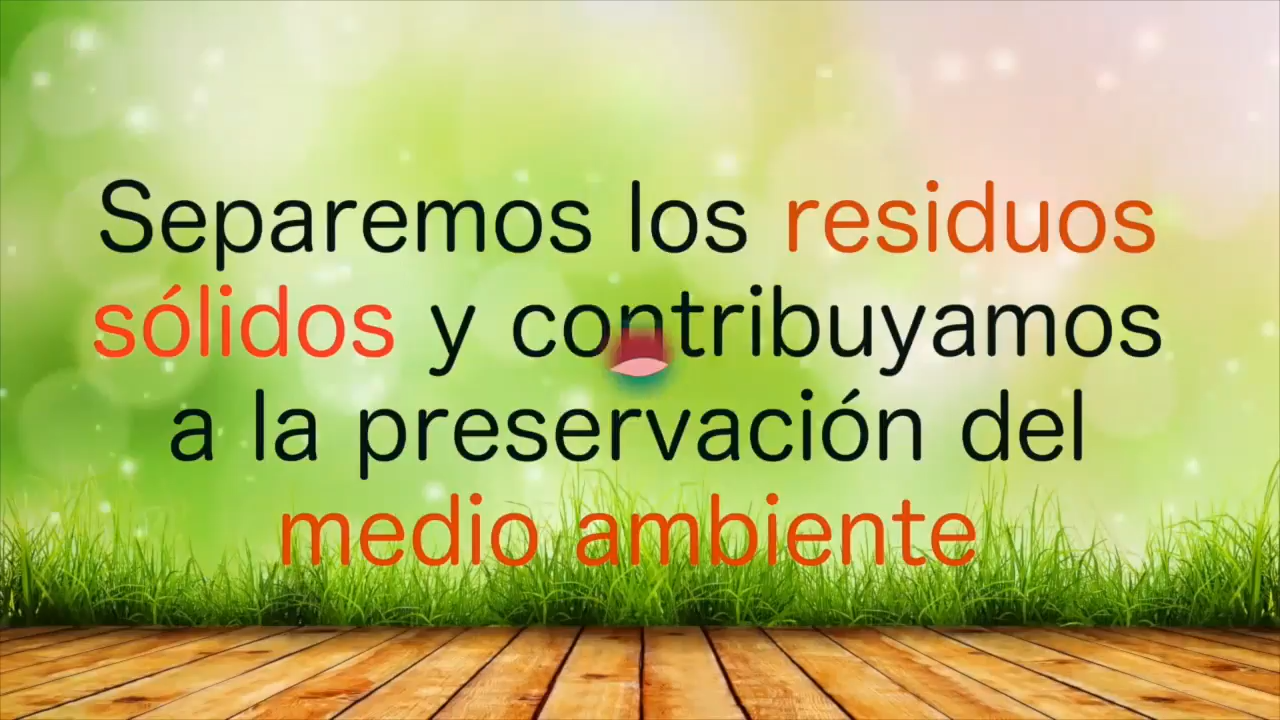 Separemos los residuos
sólidos y contribuyamos
a la preservación del
medio ambiente